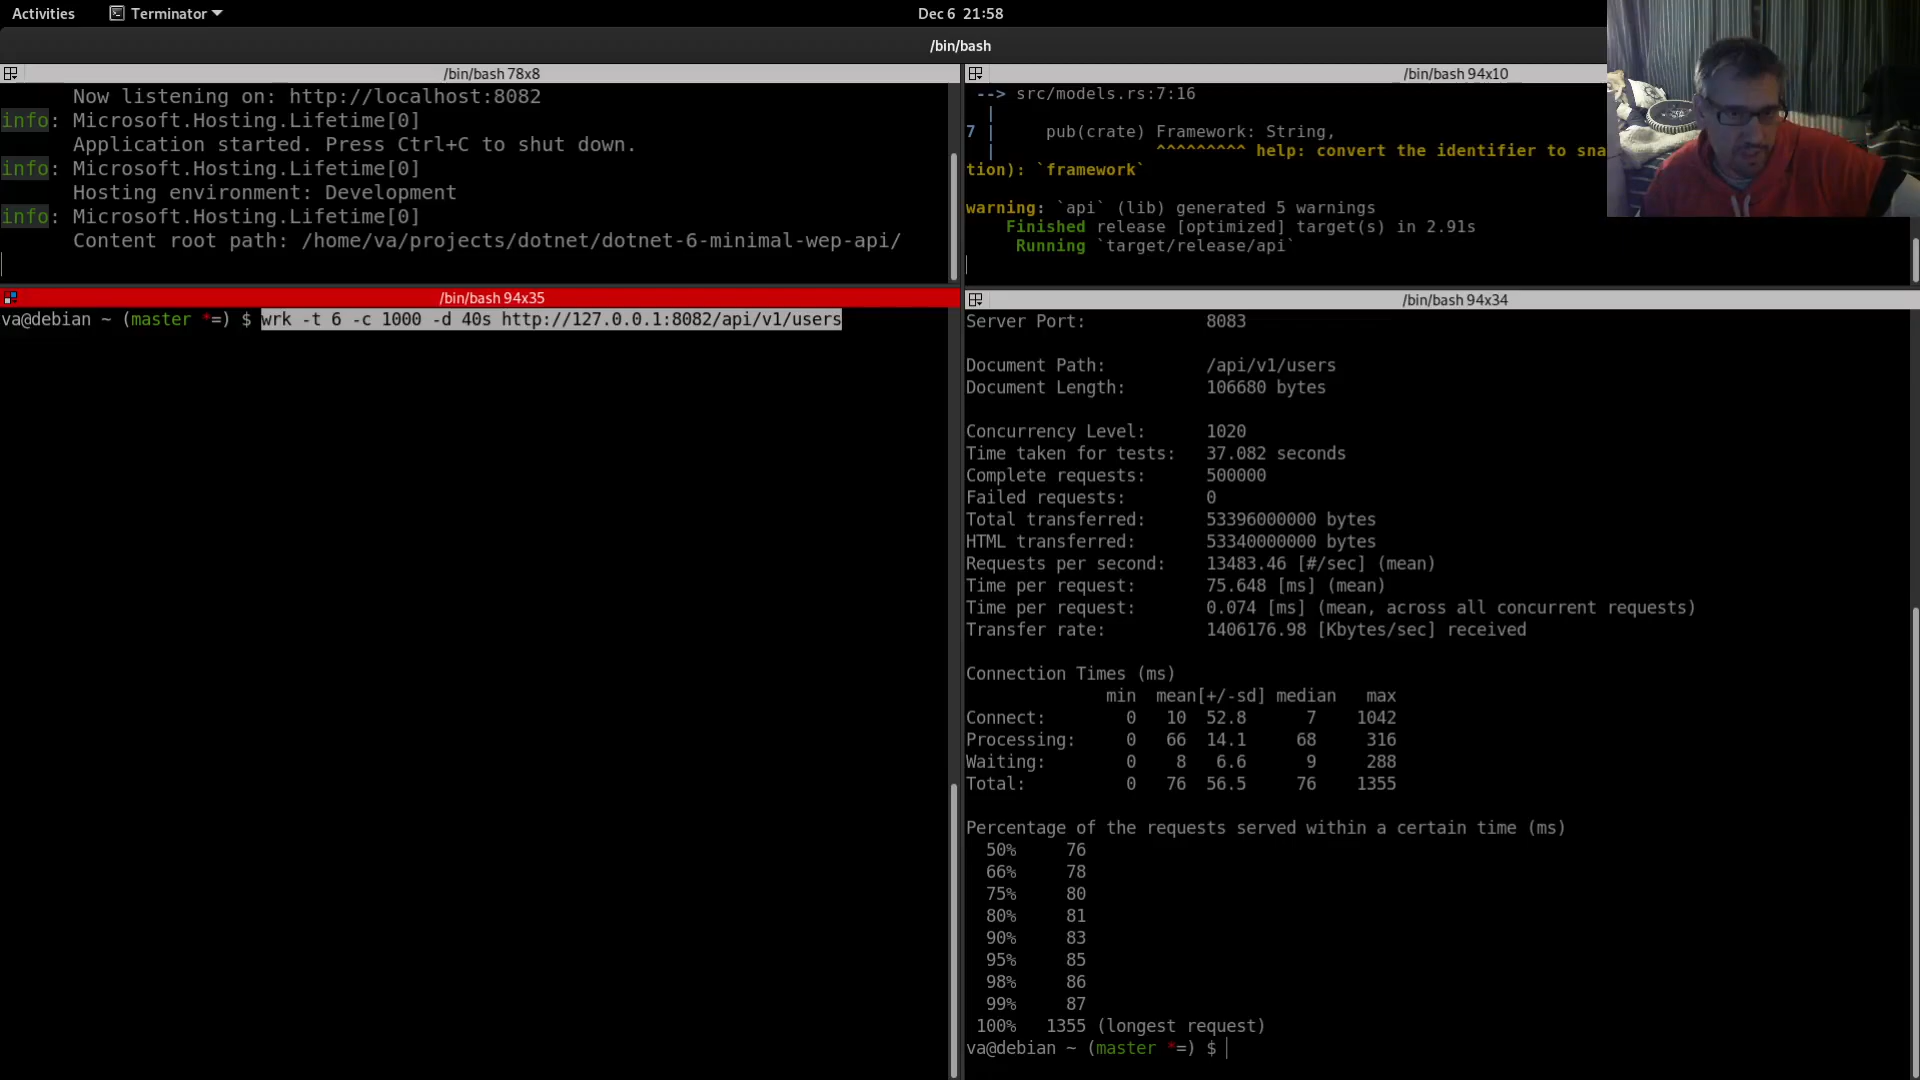 Activities Terminator Dec 6 21:58
/bin/bash
/bin/bash 78x8
Now listening on: http://localhost:8082
info: Microsoft.Hosting.Lifetime[0]
Application started. Press Ctrl+C to shut down.
info: Microsoft.Hosting.Lifetime[0]
Hosting environment: Development
info: Microsoft.Hosting.Lifetime[0]
Content root path: /home/va/projects/dotnet/dotnet-6-minimal-wep-api/
/bin/bash 94x10
--> src/models.rs:7:16
|
7 | pub(crate) Framework: String,
| ^^^^^^^^^ help: convert the identifier to sna
tion): `framework`
warning: `api` (lib) generated 5 warnings
Finished release [optimized] target(s) in 2.91s
Running `target/release/api`
/bin/bash 94x35
va@debian ~ (master *=) $ wrk -t 6 -c 1000 -d 40s http://127.0.0.1:8082/api/v1/users
/bin/bash 94x34
Server Port: 8083
Document Path: /api/v1/users
Document Length: 106680 bytes
Concurrency Level: 1020
Time taken for tests: 37.082 seconds
Complete requests: 500000
Failed requests: 0
Total transferred: 53396000000 bytes
HTML transferred: 53340000000 bytes
Requests per second: 13483.46 [#/sec] (mean)
Time per request: 75.648 [ms] (mean)
Time per request: 0.074 [ms] (mean, across all concurrent requests)
Transfer rate: 1406176.98 [Kbytes/sec] received
Connection Times (ms)
min mean[+/-sd] median max
Connect: 0 10 52.8 7 1042
Processing: 0 66 14.1 68 316
Waiting: 0 8 6.6 9 288
Total: 0 76 56.5 76 1355
Percentage of the requests served within a certain time (ms)
50% 76
66% 78
75% 80
80% 81
90% 83
95% 85
98% 86
99% 87
100% 1355 (longest request)
va@debian ~ (master *=) $